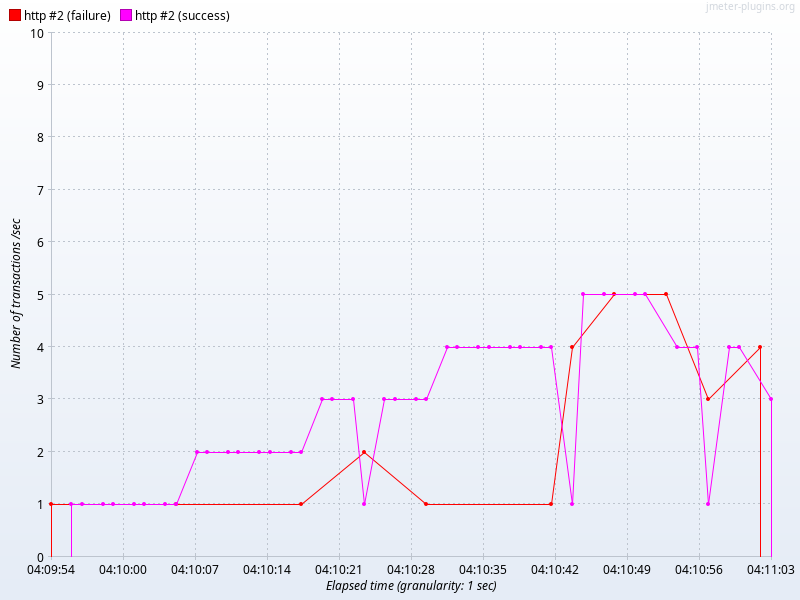 jmeter-plugins.org
http #2 (failure) http #2 (success)
10
9
8
7
6
5
4
3
2
1
0
Number of transactions /sec
04:09:54 04:10:00 04:10:07 04:10:14 04:10:21 04:10:28 04:10:35 04:10:42 04:10:49 04:10:56 04:11:03
Elapsed time (granularity: 1 sec)